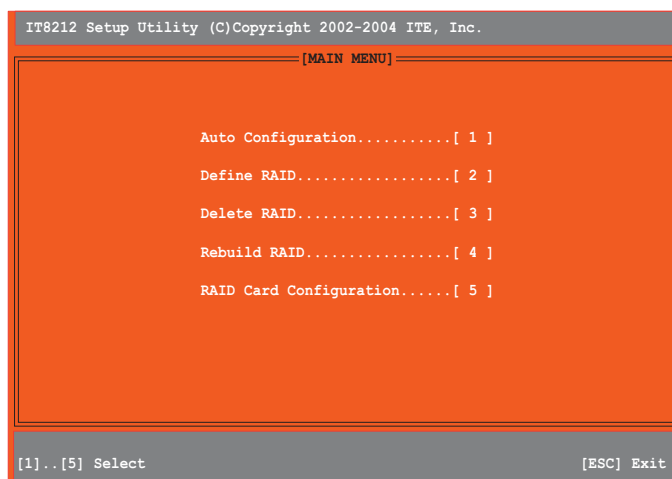 IT8212 Setup Utility (C)Copyright 2002-2004 ITE, Inc.
[MAIN MENU]
Auto Configuration...........[ 1 ]
Define RAID..................[ 2 ]
Delete RAID..................[ 3 ]
Rebuild RAID.................[ 4 ]
RAID Card Configuration......[ 5 ]
[1]..[5] Select [ESC] Exit